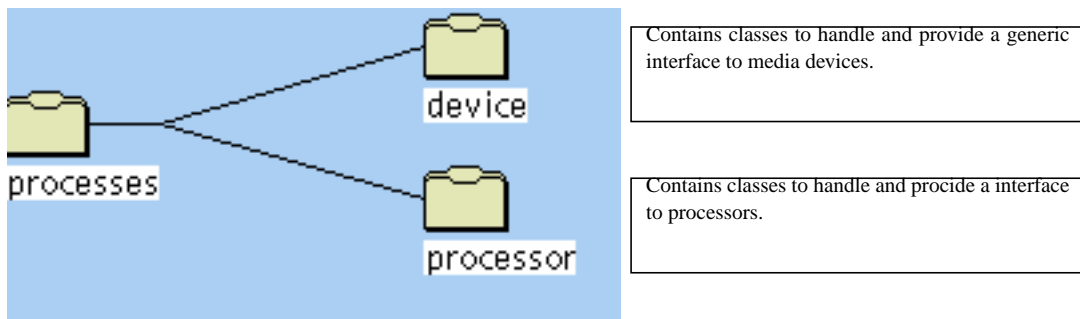 device
Contains classes to handle and provide a generic
interface to media devices.
processes
processor
Contains classes to handle and procide a interface
to processors.